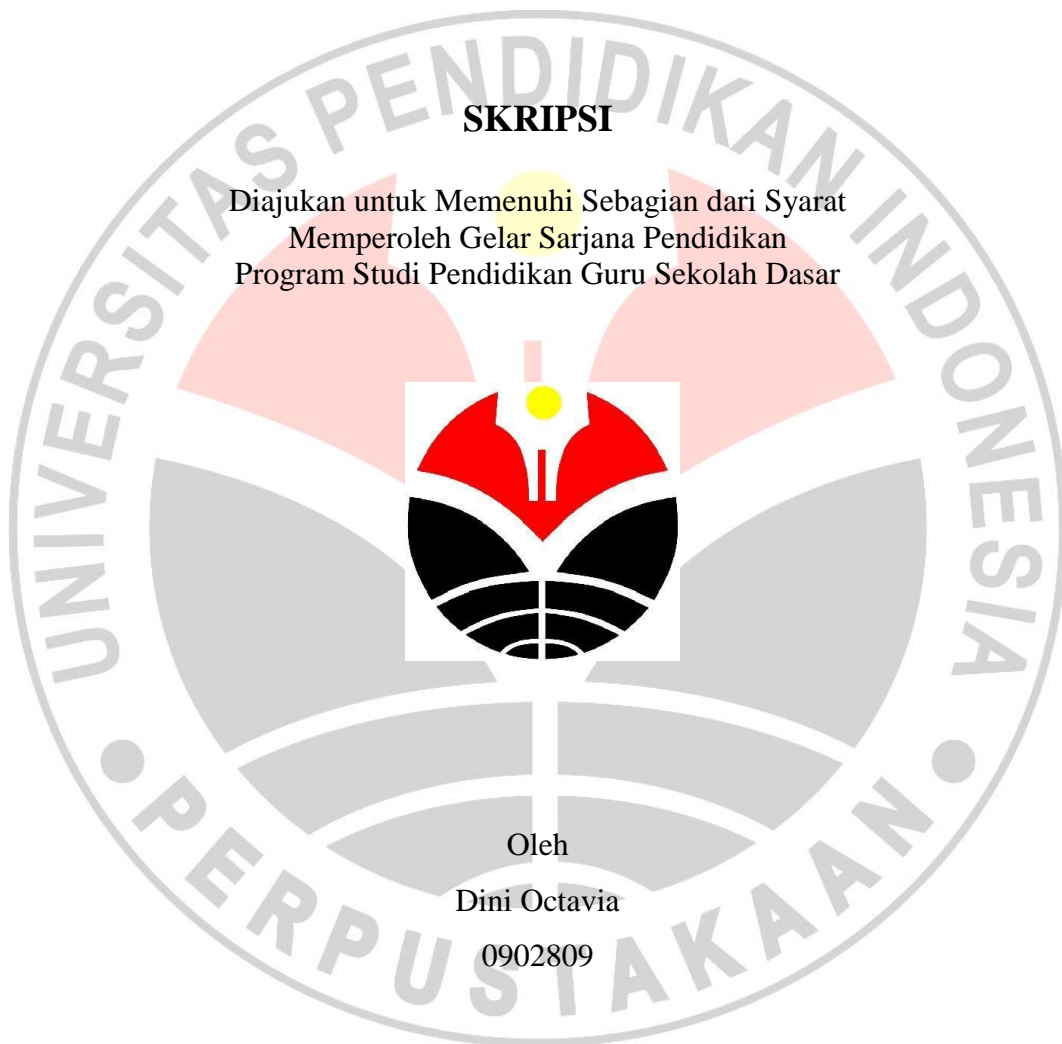 UNIVERSITAS PENDIDIKAN INDONESIA
SKRIPSI
Diajukan untuk Memenuhi Sebagian dari Syarat
Memperoleh Gelar Sarjana Pendidikan
Program Studi Pendidikan Guru Sekolah Dasar
Oleh
Dini Octavia
0902809
PERPUSTAKAAN